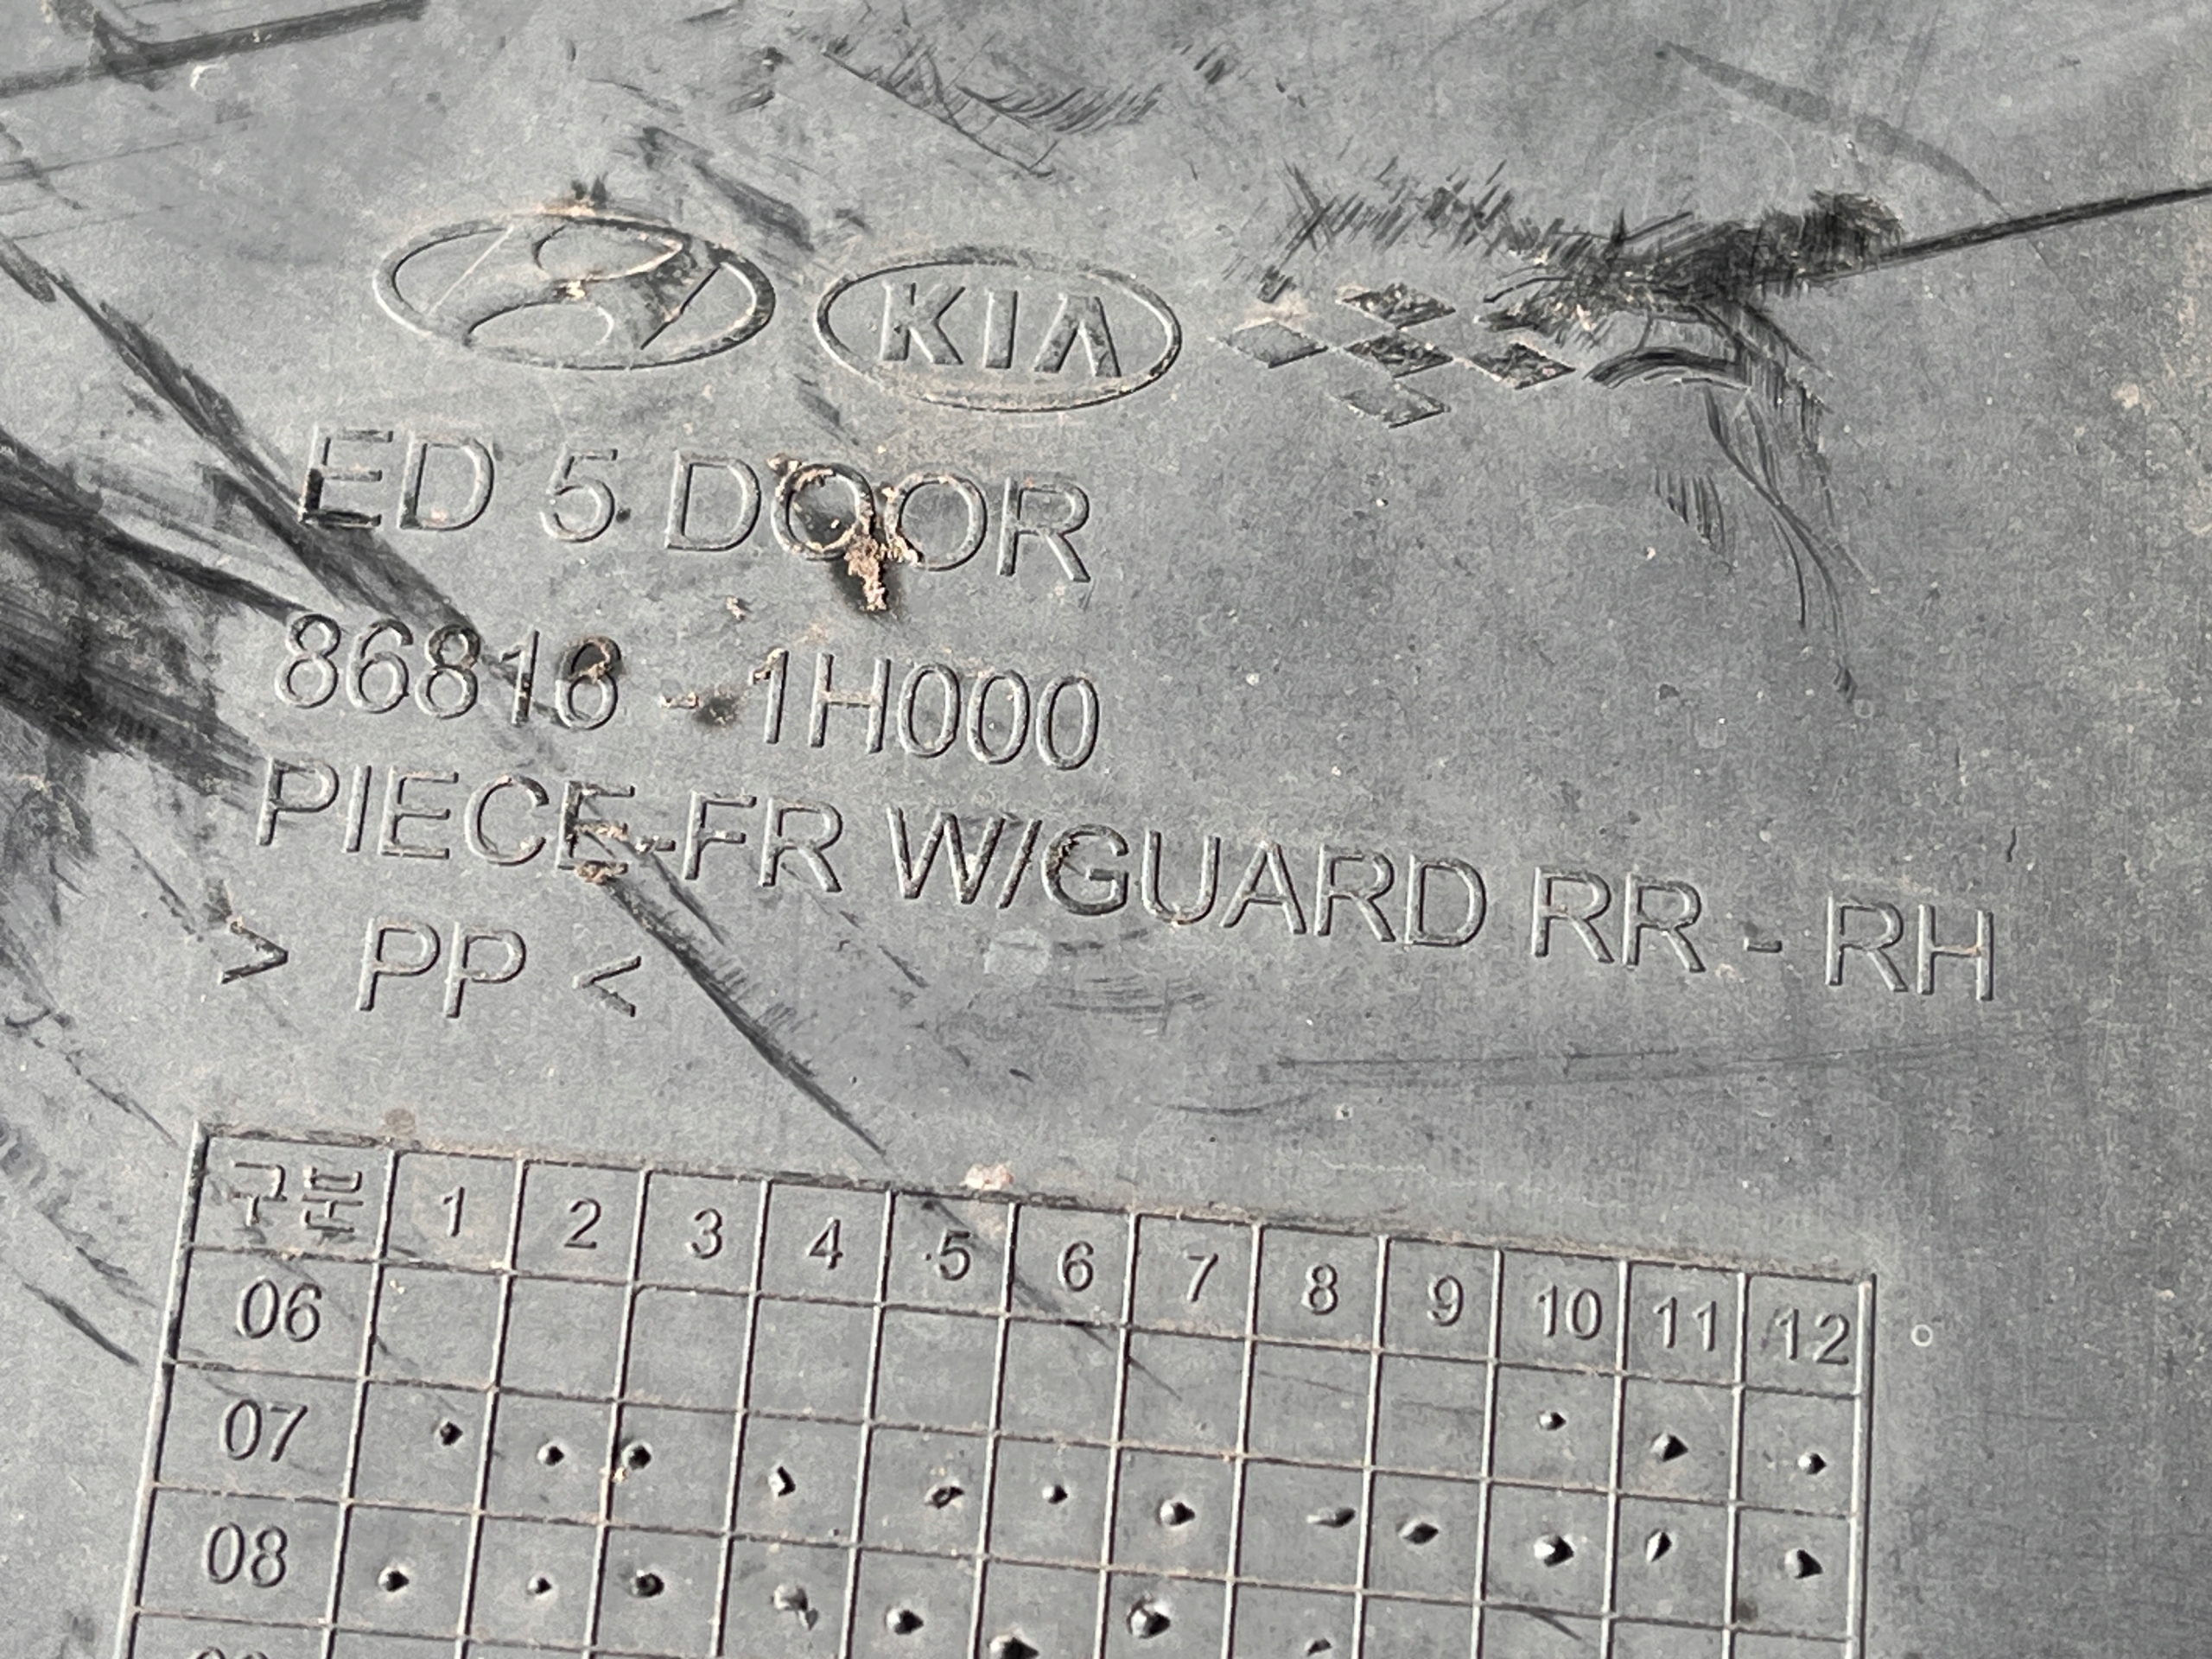 KIA
ED 5 DOOR
86818 - 1H000
PIECE-FR W/GUARD RR - RH
> PP <
구분 1 2 3 4 5 6 7 8 9 10 11 12
06
07
08